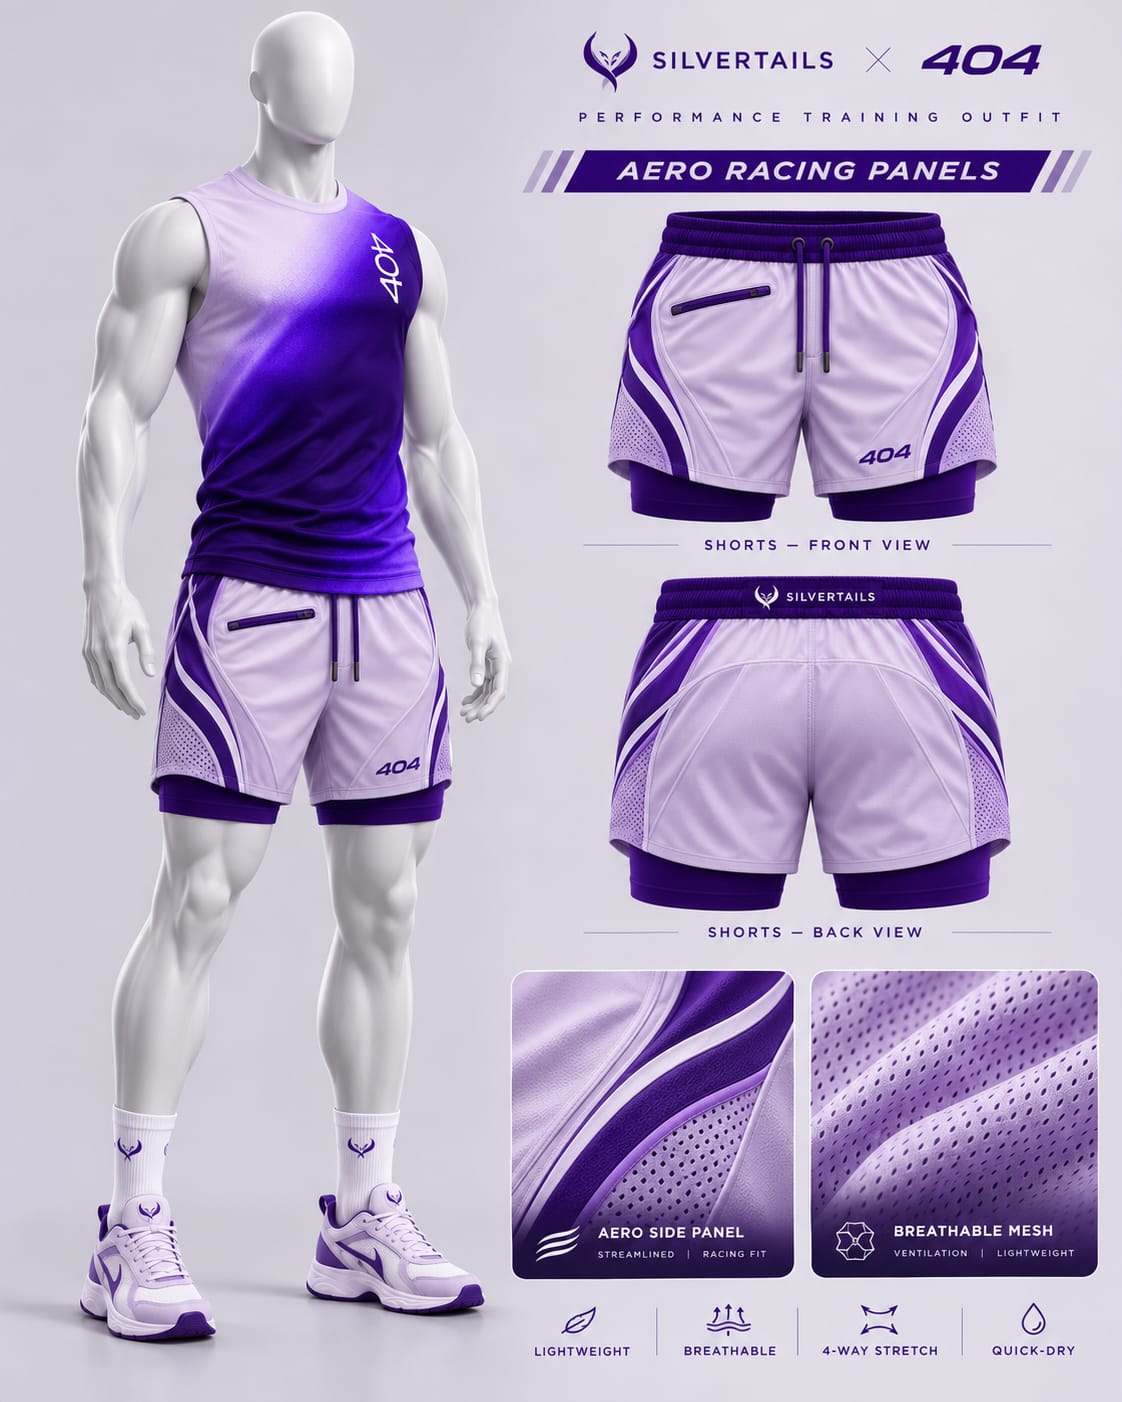 SILVERTAILS × 404
PERFORMANCE TRAINING OUTFIT
AERO RACING PANELS
404
404
404
SHORTS — FRONT VIEW
SILVERTAILS
SHORTS — BACK VIEW
AERO SIDE PANEL
STREAMLINED | RACING FIT
BREATHABLE MESH
VENTILATION | LIGHTWEIGHT
LIGHTWEIGHT
BREATHABLE
4-WAY STRETCH
QUICK-DRY